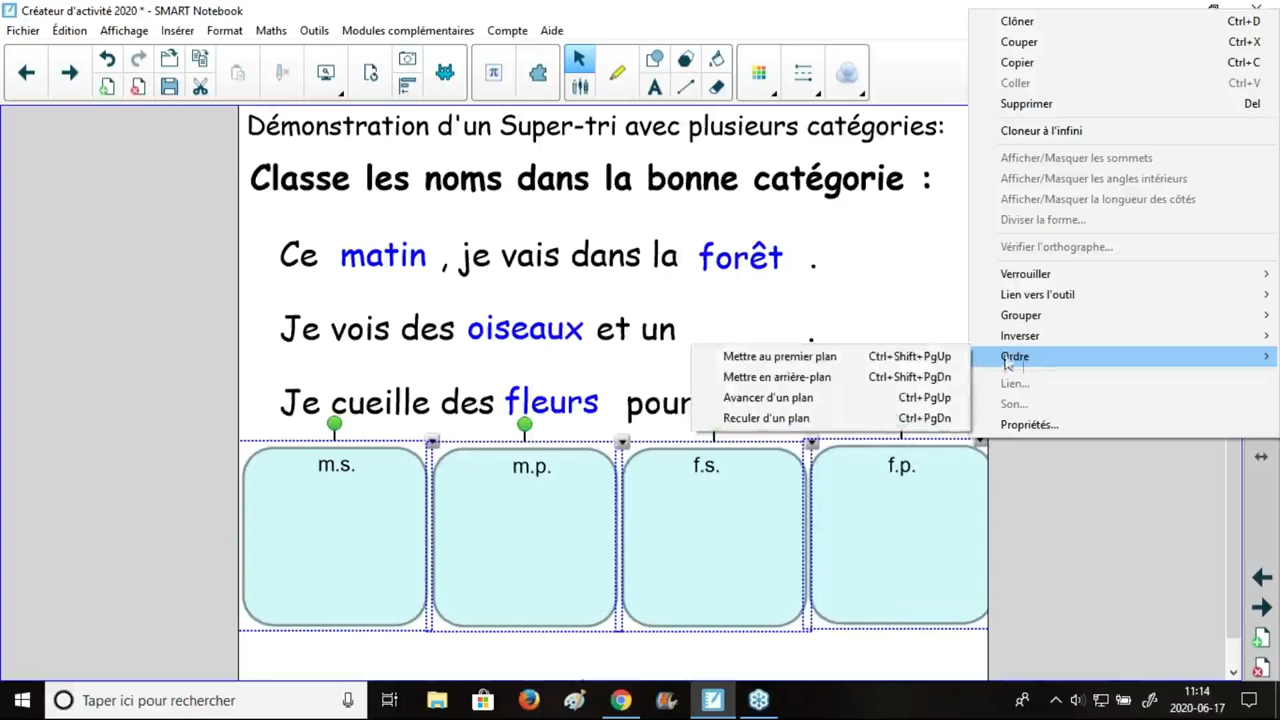 Créateur d'activité 2020 * - SMART Notebook
Fichier Édition Affichage Insérer Format Maths Outils Modules complémentaires Compte Aide
Démonstration d'un Super-tri avec plusieurs catégories:
Classe les noms dans la bonne catégorie :
Ce matin , je vais dans la forêt .
Je vois des oiseaux et un .
Je cueille des fleurs pour
m.s. m.p. f.s. f.p.
Clôner Ctrl+D
Couper Ctrl+X
Copier Ctrl+C
Coller Ctrl+V
Supprimer Del
Cloneur à l'infini
Afficher/Masquer les sommets
Afficher/Masquer les angles intérieurs
Afficher/Masquer la longueur des côtés
Diviser la forme...
Vérifier l'orthographe...
Verrouiller
Lien vers l'outil
Grouper
Inverser
Ordre
Lien...
Son...
Propriétés...
Mettre au premier plan Ctrl+Shift+PgUp
Mettre en arrière-plan Ctrl+Shift+PgDn
Avancer d'un plan Ctrl+PgUp
Reculer d'un plan Ctrl+PgDn
Taper ici pour rechercher
11:14
2020-06-17